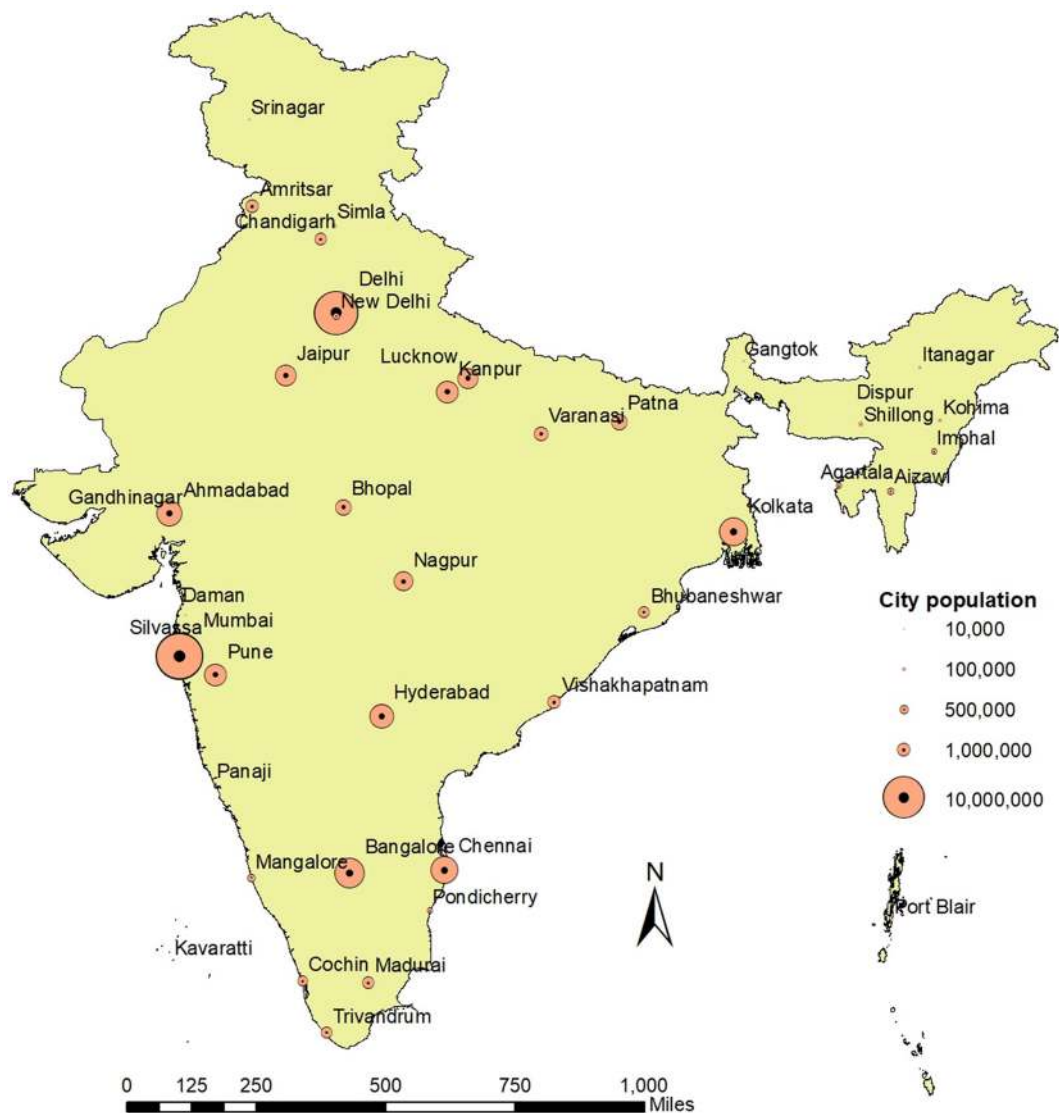 Srinagar
Amritsar
Simla
Chandigarh
Delhi
New Delhi
Jaipur
Lucknow
Kanpur
Gangtok
Itanagar
Dispur
Patna
Varanasi
Shillong
Kohima
Imphal
Agartala
Aizawl
Gandhinagar
Ahmadabad
Bhopal
Kolkata
Nagpur
Daman
Bhubaneshwar
Mumbai
Silvassa
Pune
Hyderabad
Vishakhapatnam
Panaji
City population
10,000
100,000
500,000
1,000,000
10,000,000
Bangalore
Chennai
Mangalore
Pondicherry
N
Port Blair
Kavaratti
Cochin
Madurai
Trivandrum
0 125 250 500 750 1,000
Miles